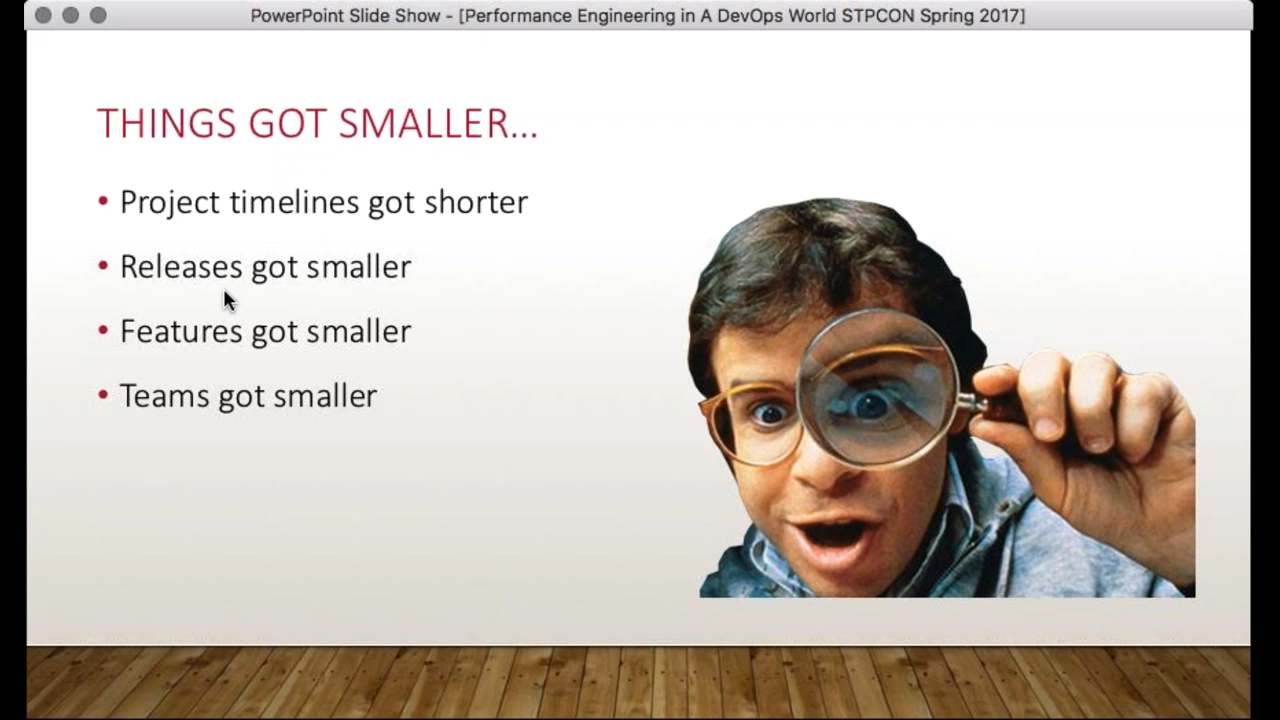 PowerPoint Slide Show - [Performance Engineering in A DevOps World STPCON Spring 2017]
THINGS GOT SMALLER...
• Project timelines got shorter
• Releases got smaller
• Features got smaller
• Teams got smaller